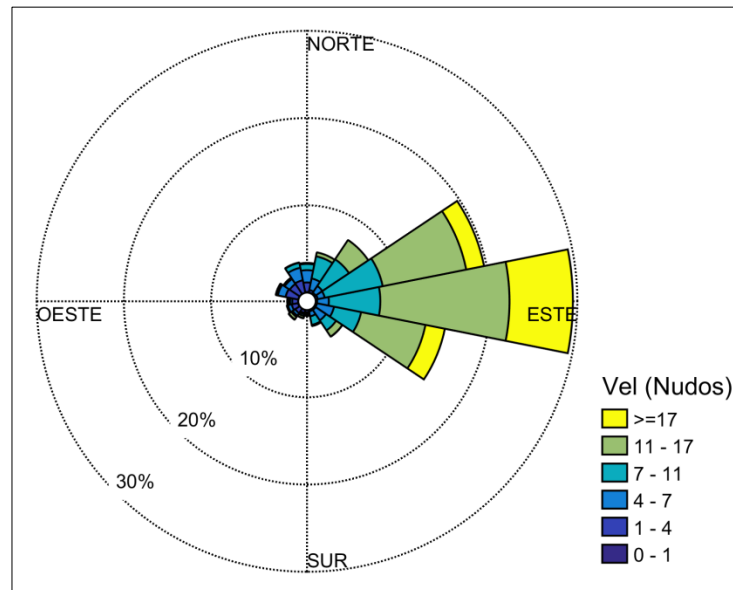 NORTE
OESTE
ESTE
10%
20%
30%
SUR
Vel (Nudos)
>=17
11 - 17
7 - 11
4 - 7
1 - 4
0 - 1